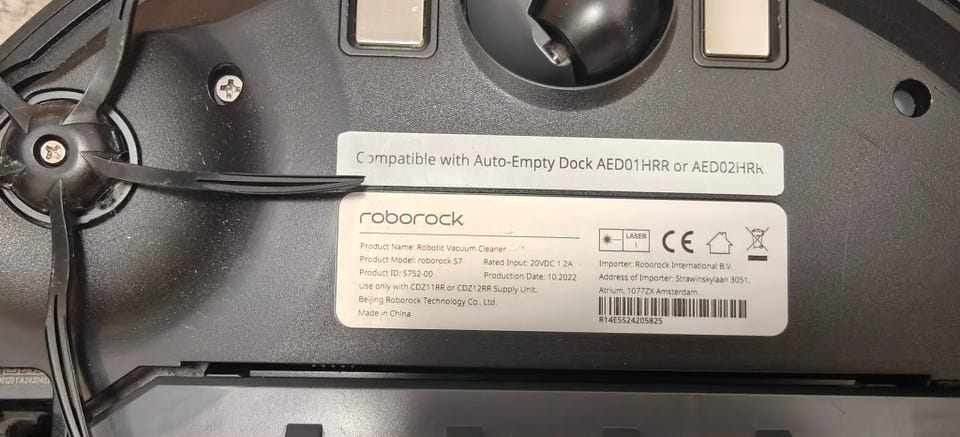 Compatible with Auto-Empty Dock AED01HRR or AED02HRR
roborock
Product Name: Robotic Vacuum Cleaner
Product Model: roborock S7
Rated Input: 20VDC 1.2A
Product ID: S752-00
Production Date: 10.2022
Use only with CDZ11RR or CDZ12RR Supply Unit.
Beijing Roborock Technology Co., Ltd.
Made in China
LASER
1
CE
Importer: Roborock International B.V.
Address of Importer: Strawinskylaan 3051,
Atrium, 1077ZX Amsterdam.
R14E5S24205825